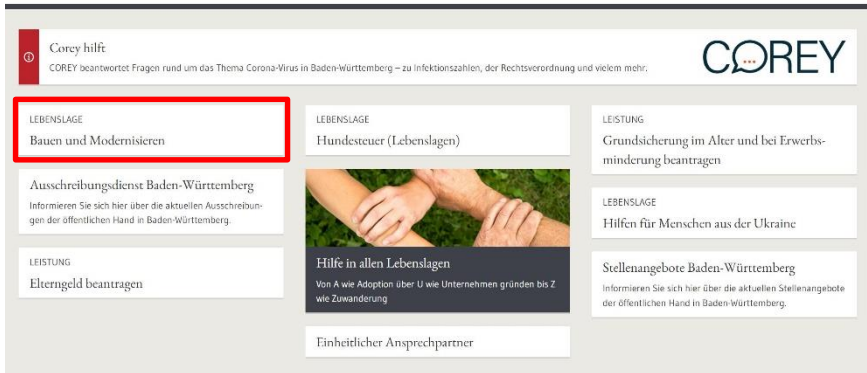 Corey hilft
COREY beantwortet Fragen rund um das Thema Corona-Virus in Baden-Württemberg – zu Infektionszahlen, der Rechtsverordnung und vielem mehr.
COREY
LEBENSLAGE
Bauen und Modernisieren
Ausschreibungsdienst Baden-Württemberg
Informieren Sie sich hier über die aktuellen Ausschreibun-
gen der öffentlichen Hand in Baden-Württemberg.
LEISTUNG
Elterngeld beantragen
LEBENSLAGE
Hundesteuer (Lebenslagen)
Hilfe in allen Lebenslagen
Von A wie Adoption über U wie Unternehmen gründen bis Z
wie Zuwanderung
Einheitlicher Ansprechpartner
LEISTUNG
Grundsicherung im Alter und bei Erwerbs-
minderung beantragen
LEBENSLAGE
Hilfen für Menschen aus der Ukraine
Stellenangebote Baden-Württemberg
Informieren Sie sich hier über die aktuellen Stellenangebote
der öffentlichen Hand in Baden-Württemberg.